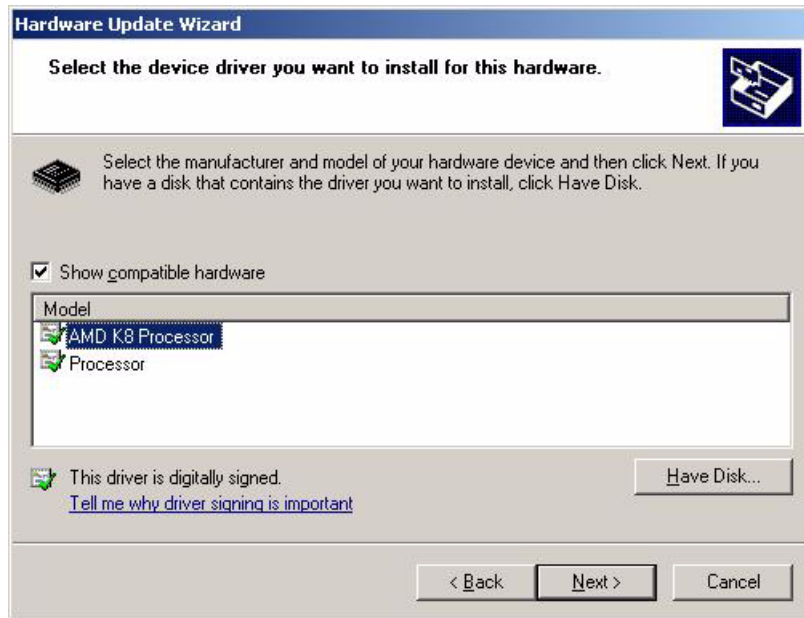 Hardware Update Wizard
Select the device driver you want to install for this hardware.
Select the manufacturer and model of your hardware device and then click Next. If you
have a disk that contains the driver you want to install, click Have Disk.
Show compatible hardware
Model
AMD K8 Processor
Processor
This driver is digitally signed.
Have Disk...
Tell me why driver signing is important
< Back
Next >
Cancel